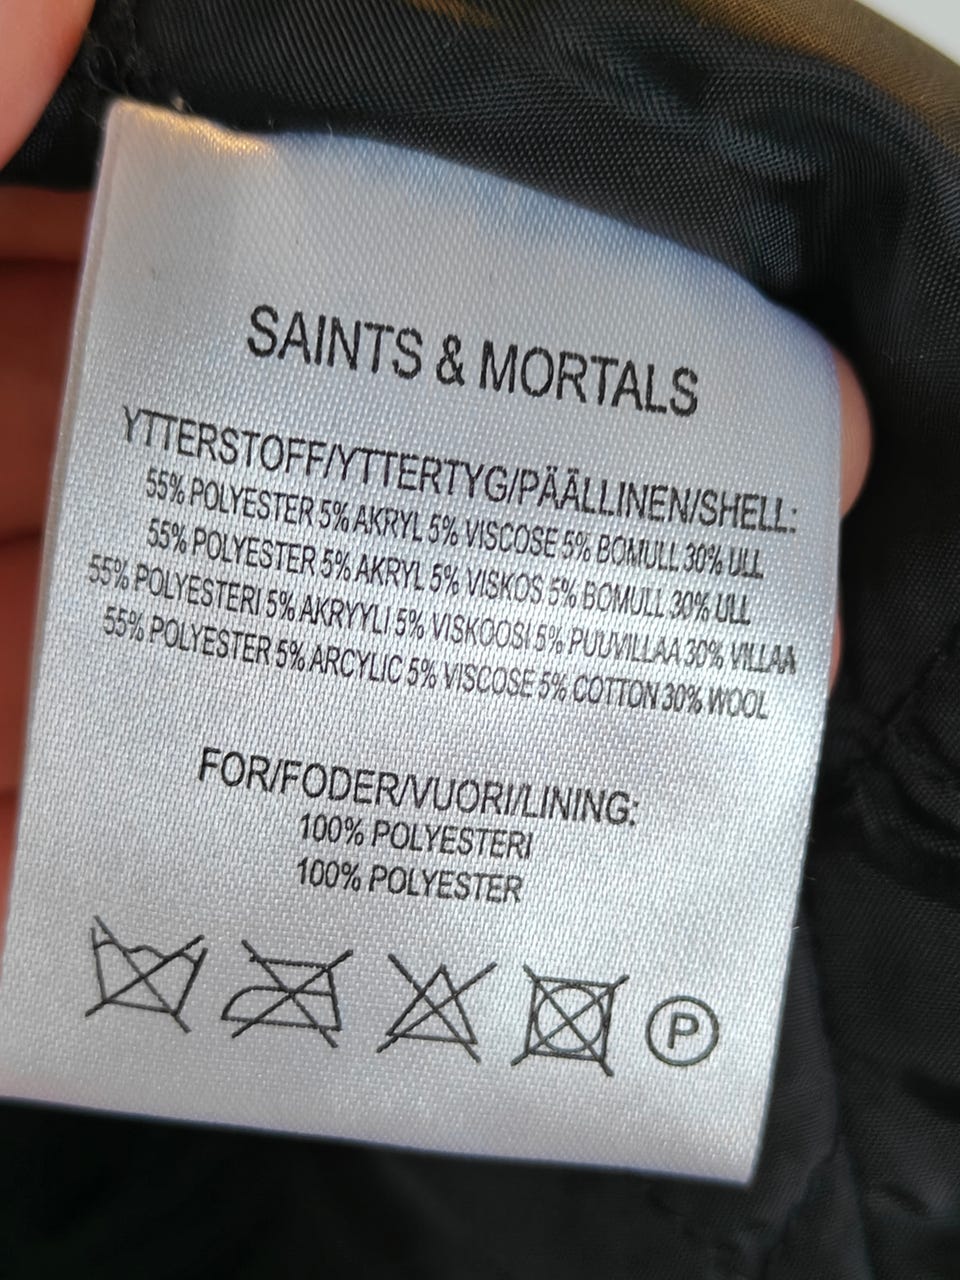 SAINTS & MORTALS
YTTERSTOFF/YTTERTYG/PÄÄLLINEN/SHELL:
55% POLYESTER 5% AKRYL 5% VISCOSE 5% BOMULL 30% ULL
55% POLYESTER 5% AKRYL 5% VISKOS 5% BOMULL 30% ULL
55% POLYESTERI 5% AKRYYLI 5% VISKOOSI 5% PUUVILLAA 30% VILLAA
55% POLYESTER 5% ARCYLIC 5% VISCOSE 5% COTTON 30% WOOL
FOR/FODER/VUORI/LINING:
100% POLYESTERI
100% POLYESTER
P